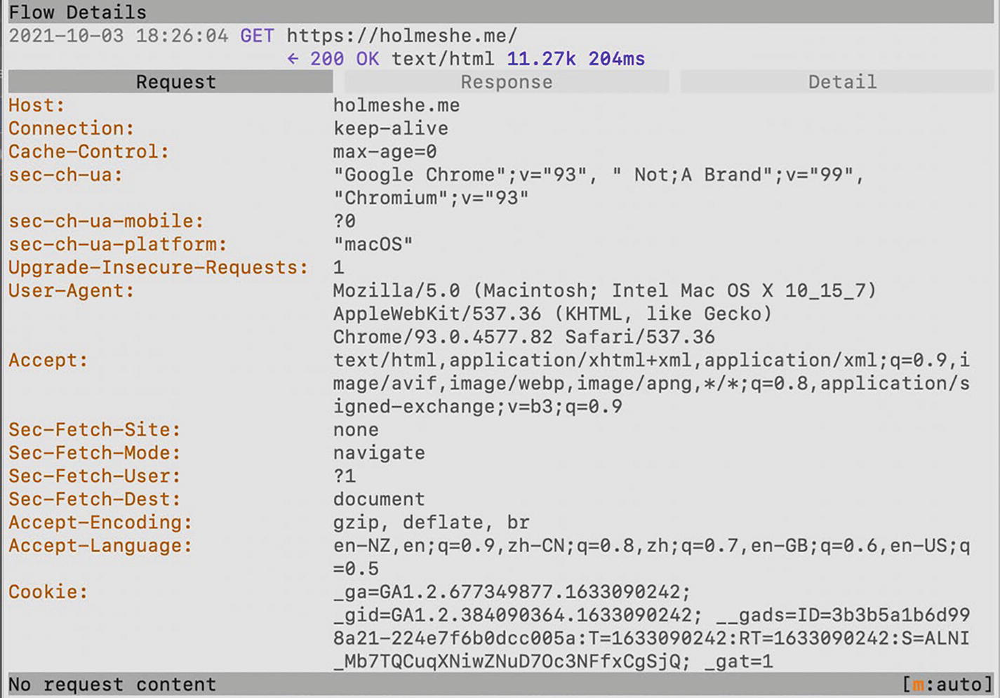 Flow Details
2021-10-03 18:26:04 GET https://holmeshe.me/
← 200 OK text/html 11.27k 204ms
Request Response Detail
Host: holmeshe.me
Connection: keep-alive
Cache-Control: max-age=0
sec-ch-ua: "Google Chrome";v="93", " Not;A Brand";v="99",
"Chromium";v="93"
sec-ch-ua-mobile: ?0
sec-ch-ua-platform: "macOS"
Upgrade-Insecure-Requests: 1
User-Agent: Mozilla/5.0 (Macintosh; Intel Mac OS X 10_15_7)
AppleWebKit/537.36 (KHTML, like Gecko)
Chrome/93.0.4577.82 Safari/537.36
Accept: text/html,application/xhtml+xml,application/xml;q=0.9,i
mage/avif,image/webp,image/apng,*/*;q=0.8,application/s
igned-exchange;v=b3;q=0.9
Sec-Fetch-Site: none
Sec-Fetch-Mode: navigate
Sec-Fetch-User: ?1
Sec-Fetch-Dest: document
Accept-Encoding: gzip, deflate, br
Accept-Language: en-NZ,en;q=0.9,zh-CN;q=0.8,zh;q=0.7,en-GB;q=0.6,en-US;q
=0.5
Cookie: _ga=GA1.2.677349877.1633090242;
_gid=GA1.2.384090364.1633090242; __gads=ID=3b3b5a1b6d99
8a21-224e7f6b0dcc005a:T=1633090242:RT=1633090242:S=ALNI
_Mb7TQCuqXNiwZNuD7Oc3NFfxCgSjQ; _gat=1
No request content [m:auto]